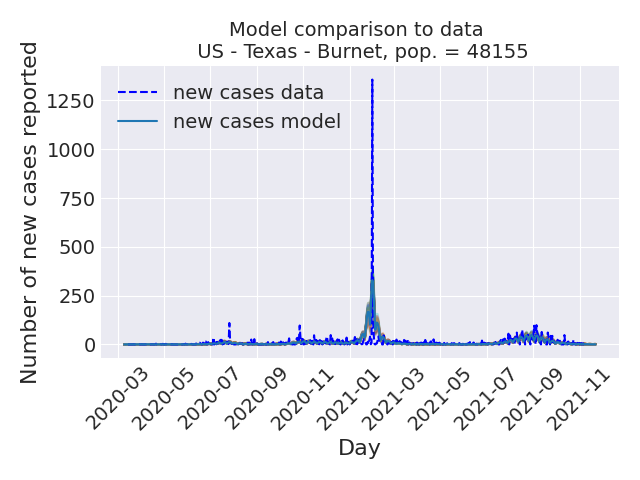 Model comparison to data
US - Texas - Burnet, pop. = 48155
Number of new cases reported
new cases data
new cases model
1250
1000
750
500
250
0
2020-03
2020-05
2020-07
2020-09
2020-11
2021-01
2021-03
2021-05
2021-07
2021-09
2021-11
Day